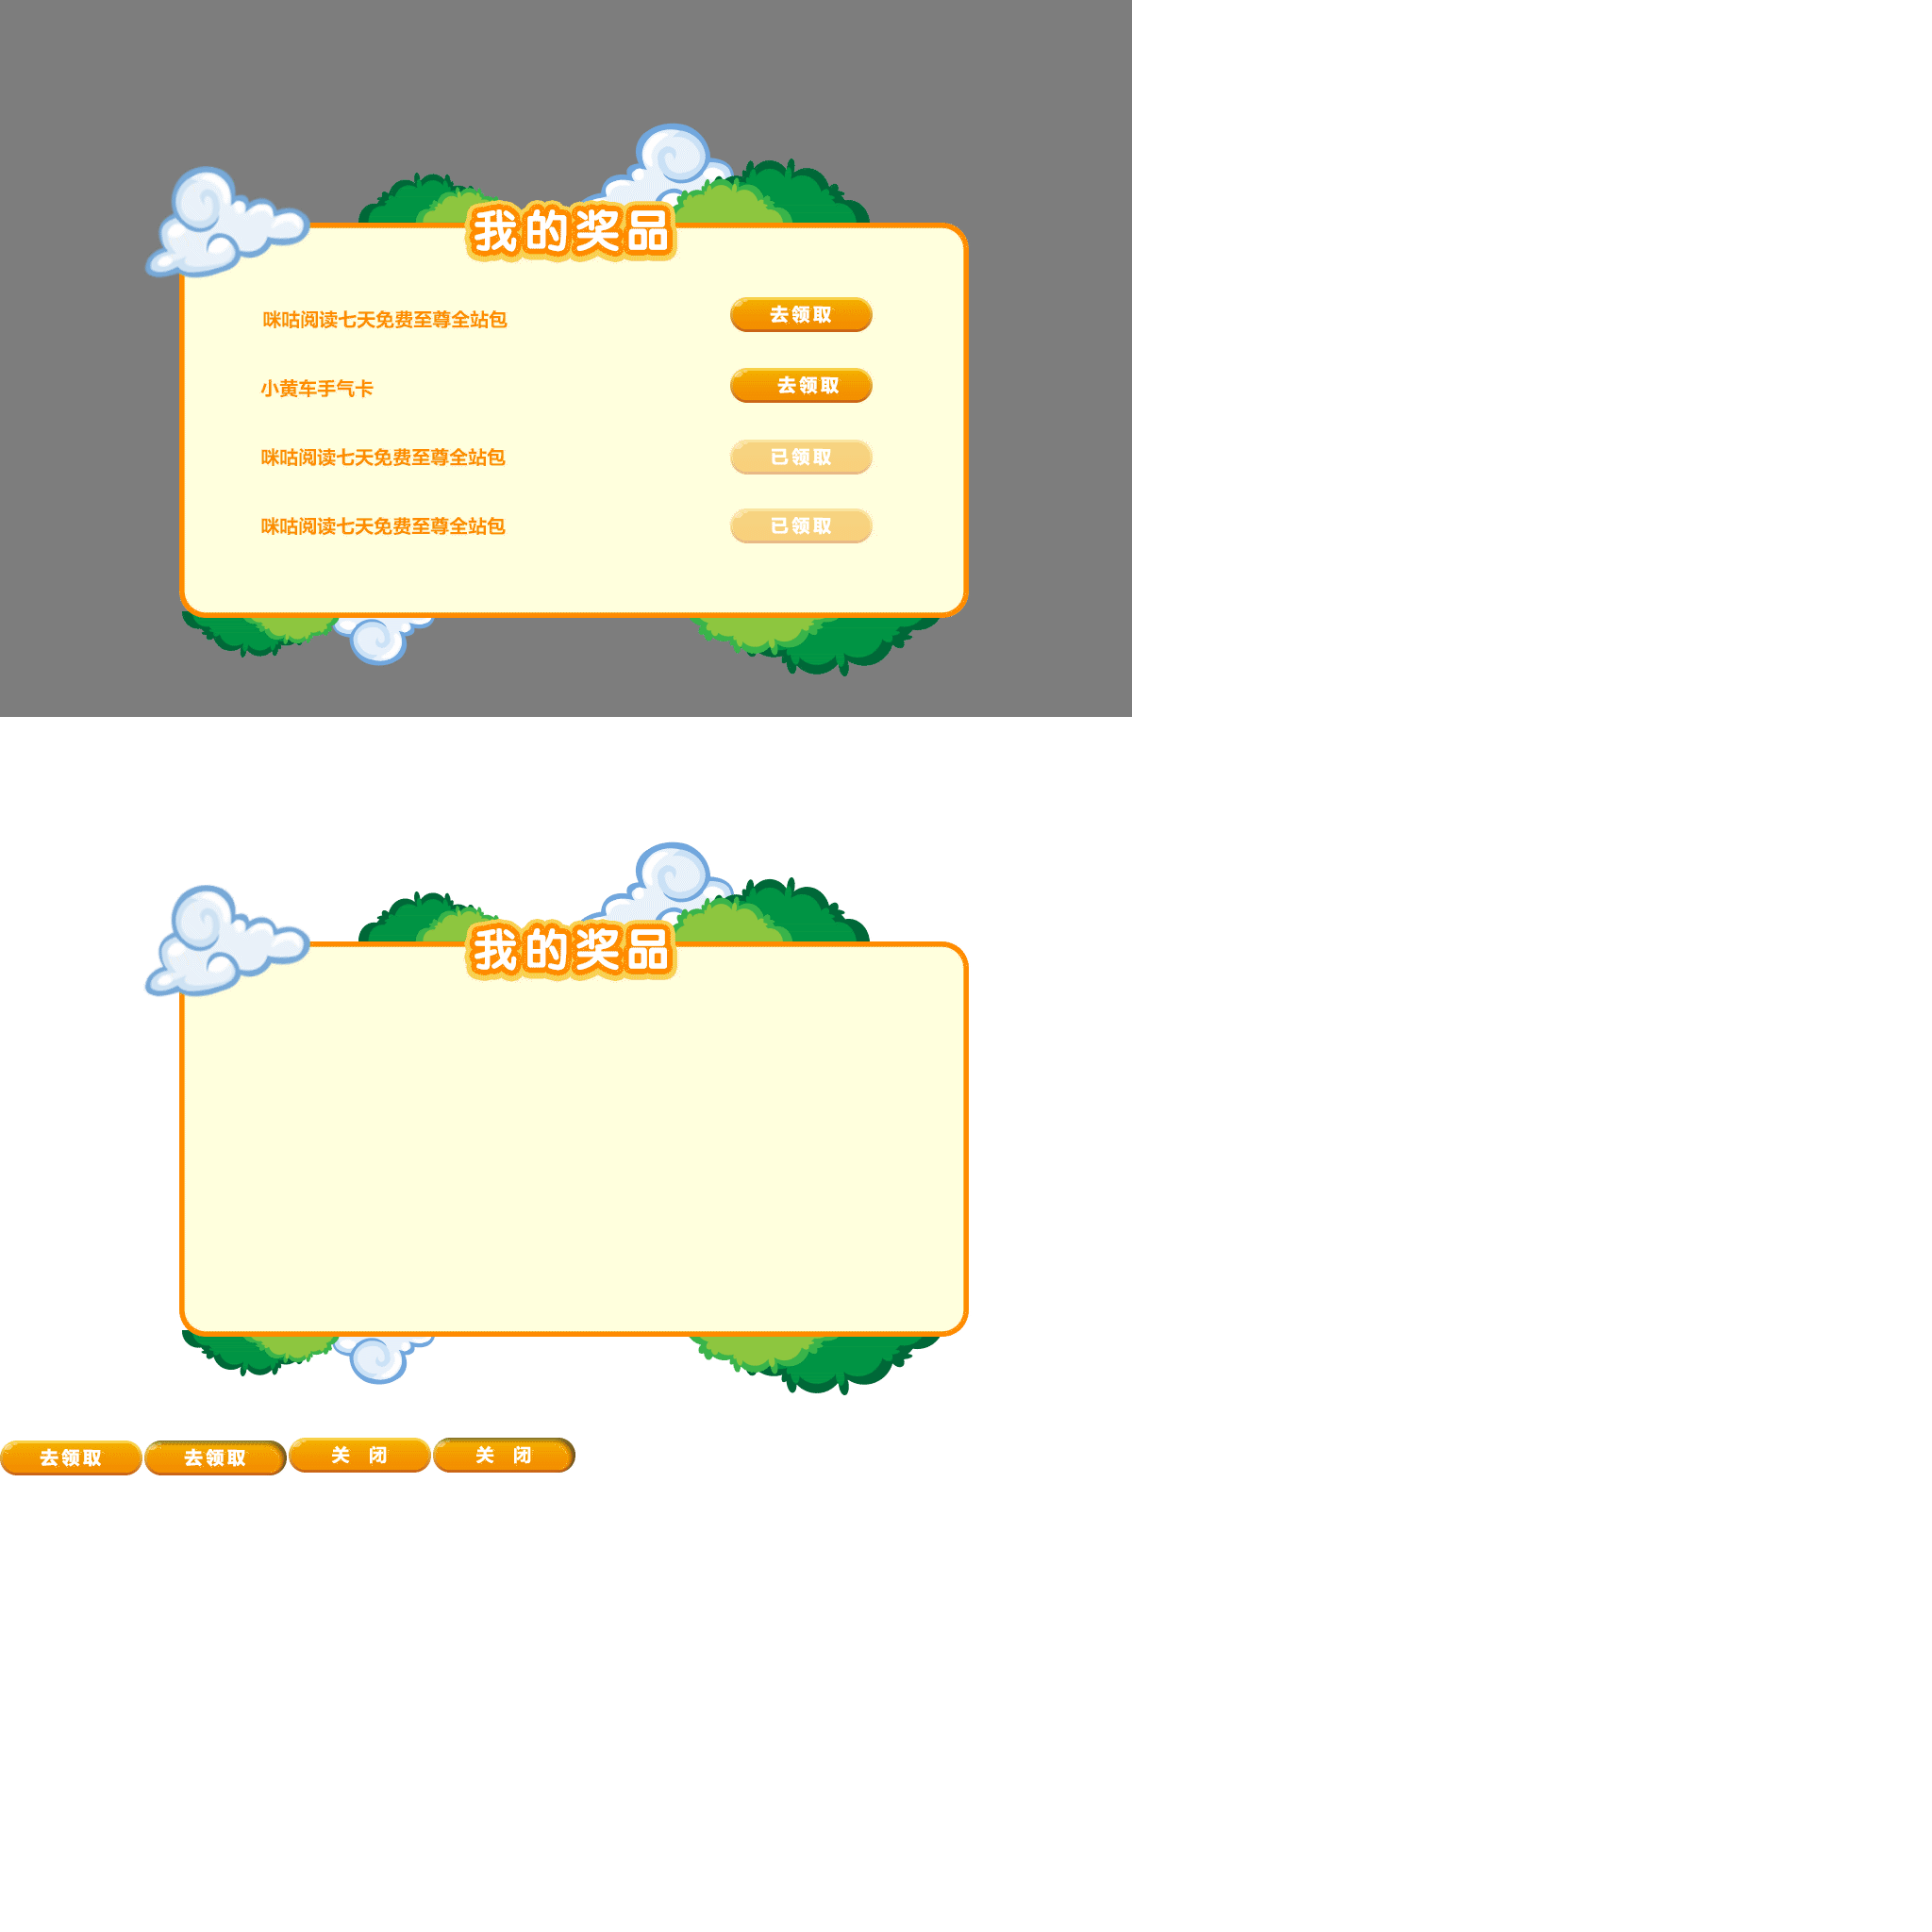 我的奖品
咪咕阅读七天免费至尊全站包 去领取
小黄车手气卡 去领取
咪咕阅读七天免费至尊全站包 已领取
咪咕阅读七天免费至尊全站包 已领取
我的奖品
去领取 去领取 关 闭 关 闭